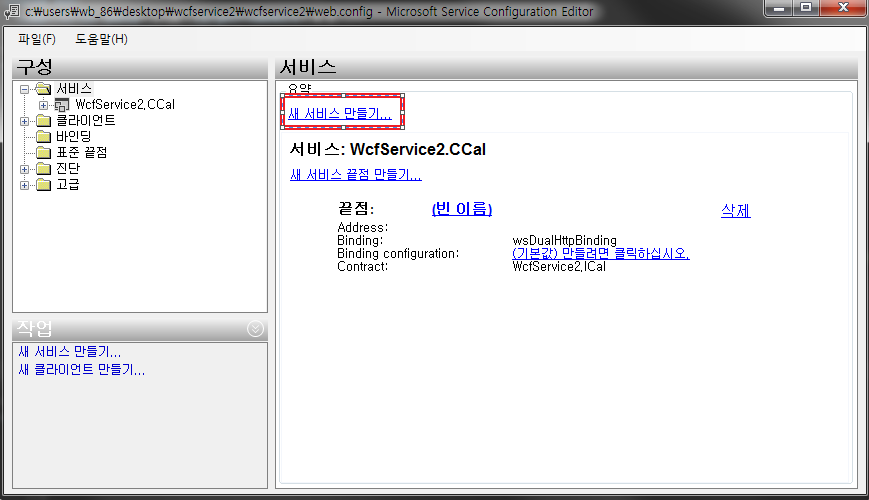 c:₩users₩wb_86₩desktop₩wcfservice2₩wcfservice2₩web.config - Microsoft Service Configuration Editor
파일(F) 도움말(H)
구성
서비스
WcfService2.CCal
클라이언트
바인딩
표준 끝점
진단
고급
작업
새 서비스 만들기...
새 클라이언트 만들기...
서비스
요약
새 서비스 만들기...
서비스: WcfService2.CCal
새 서비스 끝점 만들기...
끝점: (빈 이름) 삭제
Address:
Binding: wsDualHttpBinding
Binding configuration: (기본값) 만들려면 클릭하십시오.
Contract: WcfService2.ICal